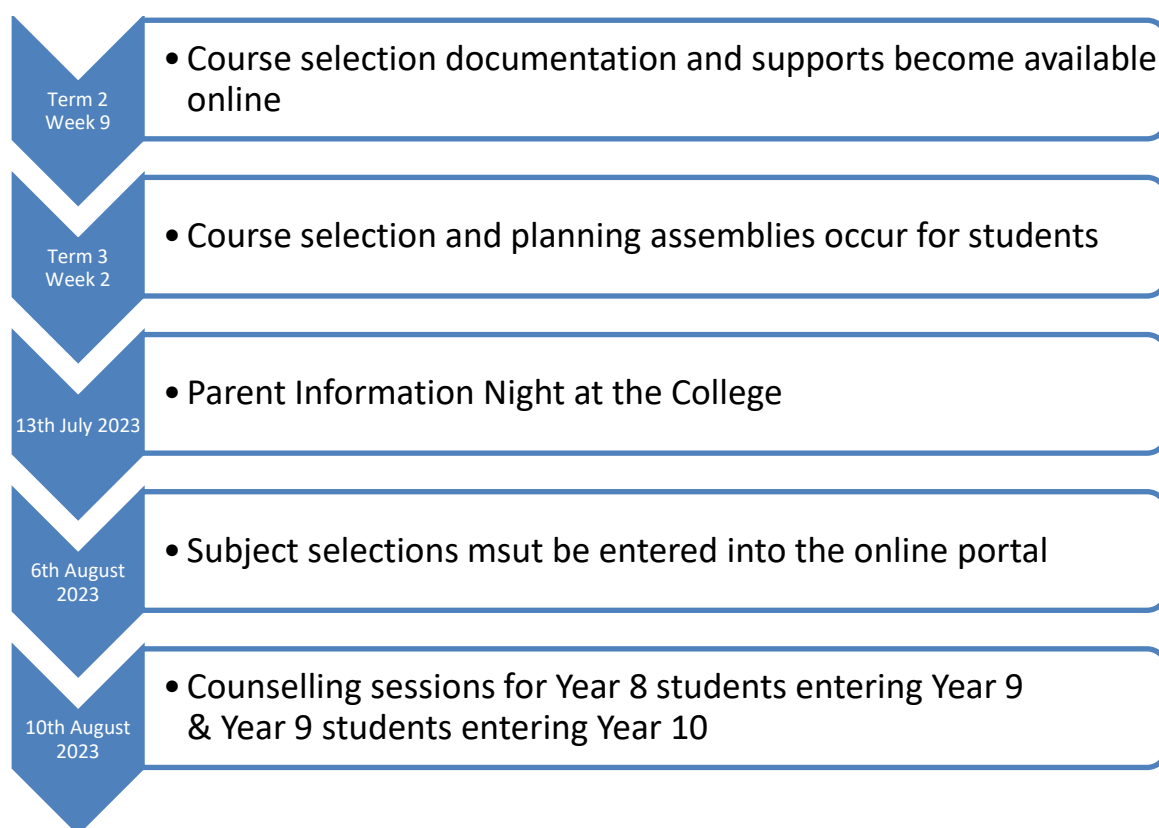 Term 2
Week 9
• Course selection documentation and supports become available
online
Term 3
Week 2
• Course selection and planning assemblies occur for students
13th July 2023
• Parent Information Night at the College
6th August
2023
• Subject selections msut be entered into the online portal
10th August
2023
• Counselling sessions for Year 8 students entering Year 9
& Year 9 students entering Year 10